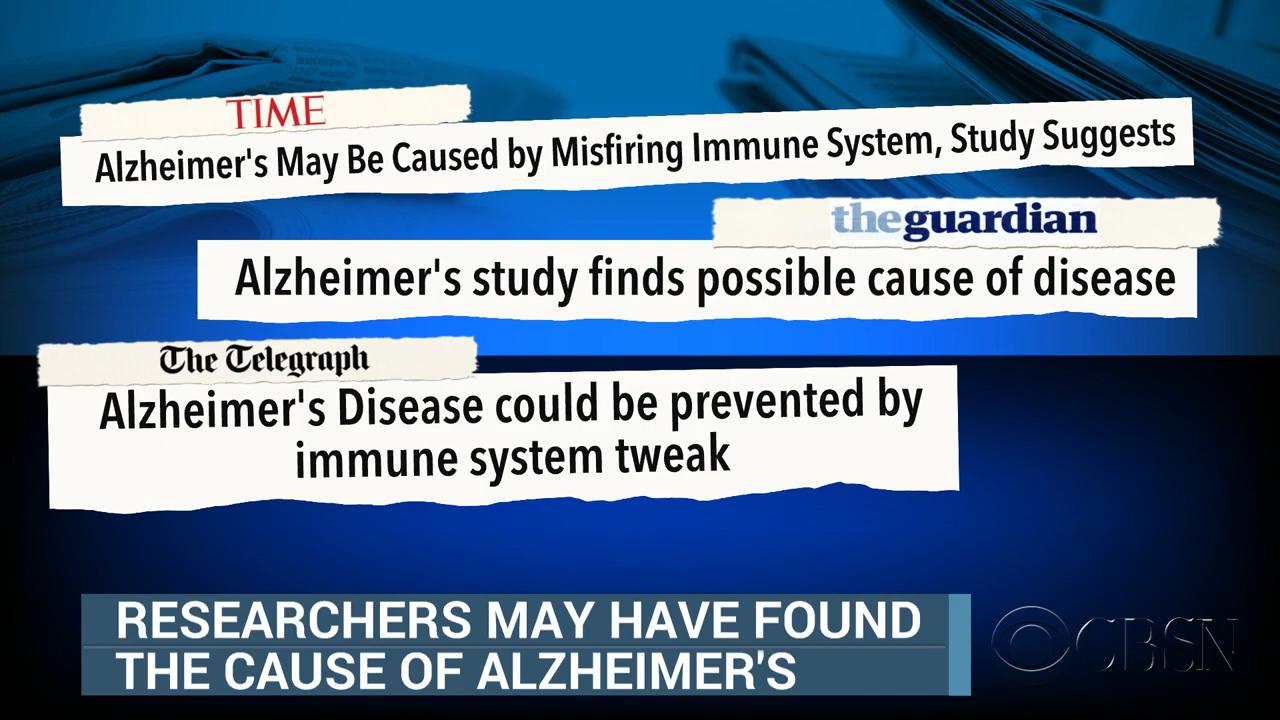 TIME
Alzheimer's May Be Caused by Misfiring Immune System, Study Suggests
theguardian
Alzheimer's study finds possible cause of disease
The Telegraph
Alzheimer's Disease could be prevented by
immune system tweak
RESEARCHERS MAY HAVE FOUND
THE CAUSE OF ALZHEIMER'S
CBSN